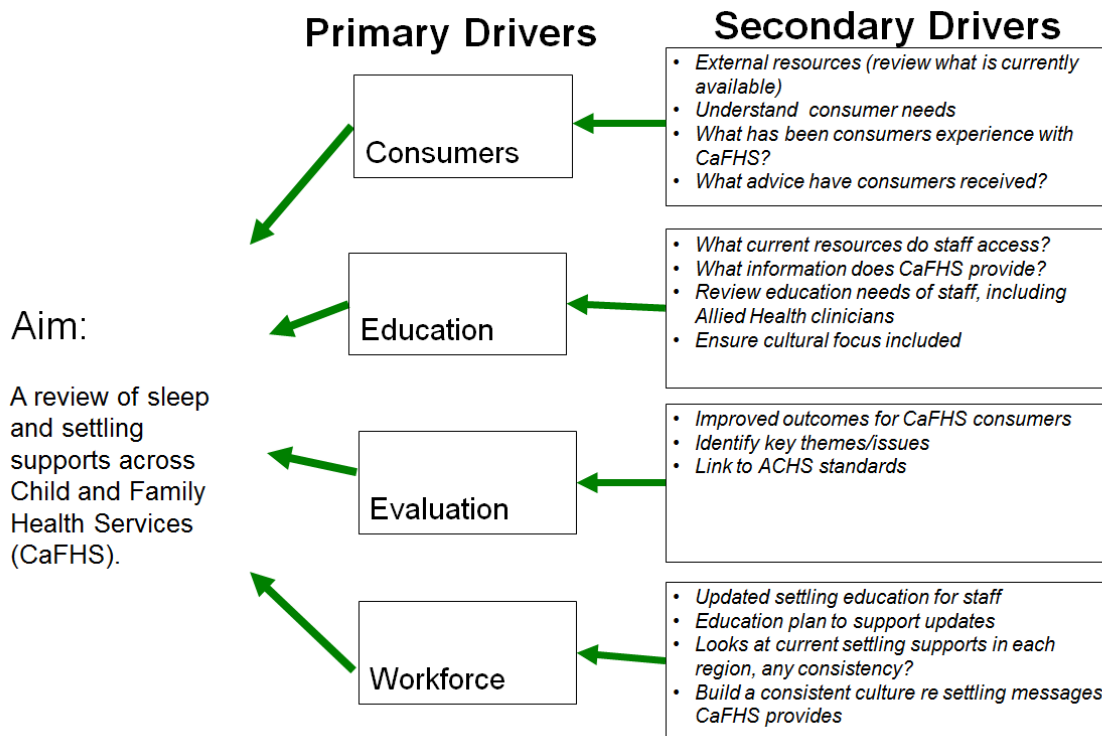 Primary Drivers
Secondary Drivers
Aim:
A review of sleep
and settling
supports across
Child and Family
Health Services
(CaFHS).
Consumers
• External resources (review what is currently
available)
• Understand consumer needs
• What has been consumers experience with
CaFHS?
• What advice have consumers received?
Education
• What current resources do staff access?
• What information does CaFHS provide?
• Review education needs of staff, including
Allied Health clinicians
• Ensure cultural focus included
Evaluation
• Improved outcomes for CaFHS consumers
• Identify key themes/issues
• Link to ACHS standards
Workforce
• Updated settling education for staff
• Education plan to support updates
• Looks at current settling supports in each
region, any consistency?
• Build a consistent culture re settling messages
CaFHS provides